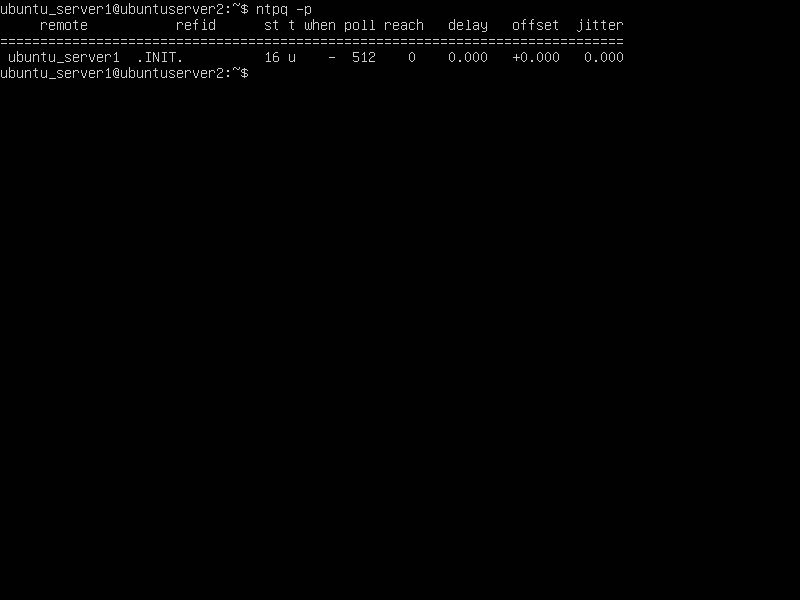 ubuntu_server1@ubuntuserver2:~$ ntpq -p
     remote           refid      st t when poll reach   delay   offset  jitter
==============================================================================
 ubuntu_server1  .INIT.          16 u    -  512    0    0.000   +0.000   0.000
ubuntu_server1@ubuntuserver2:~$